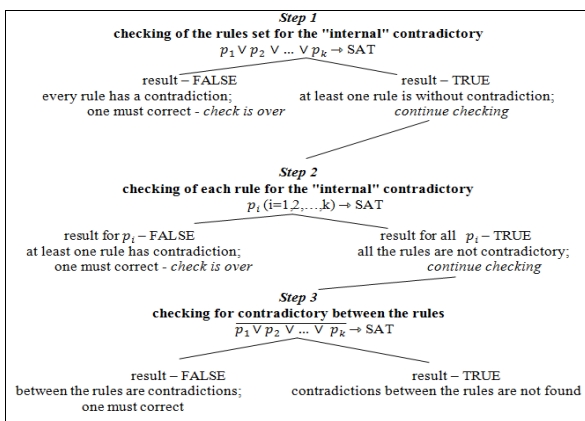 Step 1
checking of the rules set for the "internal" contradictory
p₁ ∨ p₂ ∨ ... ∨ pₖ → SAT
result – FALSE
every rule has a contradiction;
one must correct - check is over
result – TRUE
at least one rule is without contradiction;
continue checking
Step 2
checking of each rule for the "internal" contradictory
pᵢ (i=1,2,...,k) → SAT
result for pᵢ – FALSE
at least one rule has contradiction;
one must correct - check is over
result for all pᵢ – TRUE
all the rules are not contradictory;
continue checking
Step 3
checking for contradictory between the rules
p̅₁̅ ̅∨̅ ̅p̅₂̅ ̅∨̅ ̅.̅.̅.̅ ̅∨̅ ̅p̅ₖ̅ → SAT
result – FALSE
between the rules are contradictions;
one must correct
result – TRUE
contradictions between the rules are not found